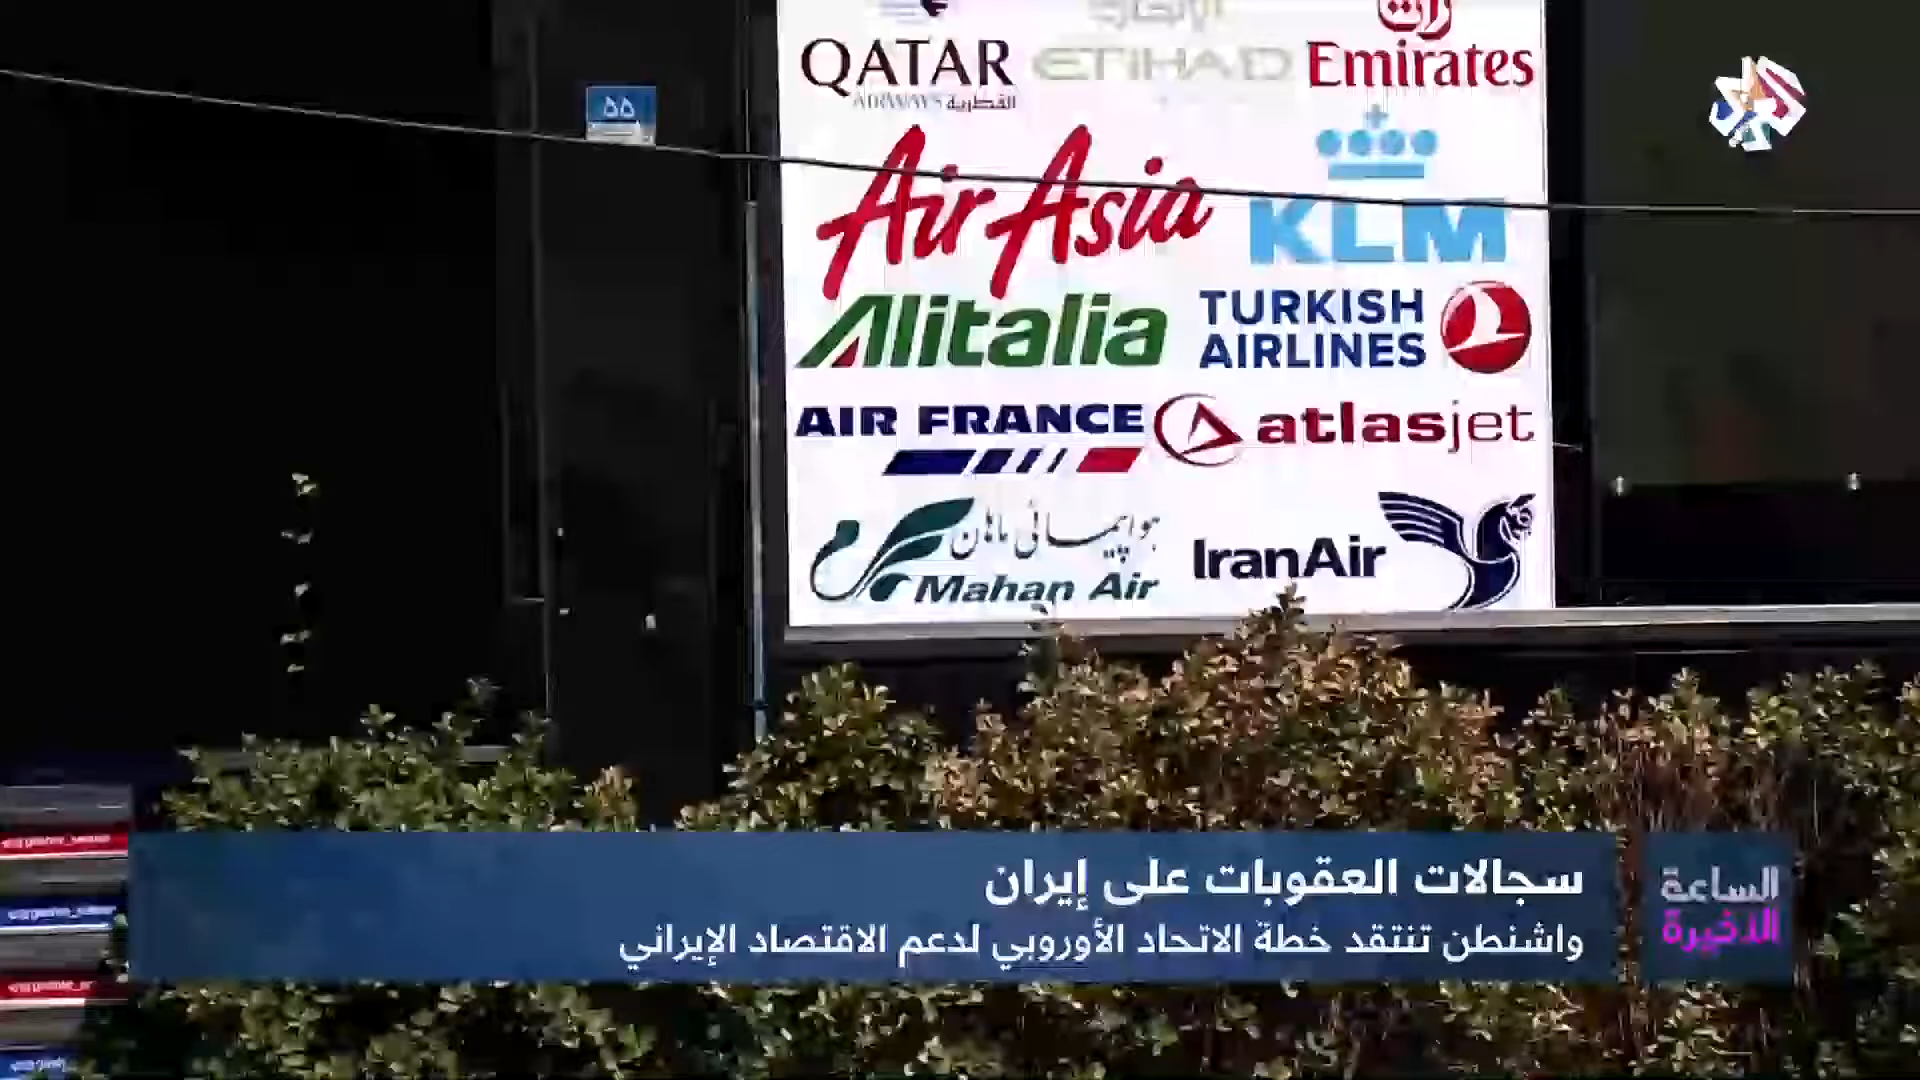 QATAR
AIRWAYS القطرية
ETIHAD
Emirates
۵۵
AirAsia
KLM
Alitalia
TURKISH
AIRLINES
AIR FRANCE
atlasjet
هواپیمائی ماهان
Mahan Air
IranAir
سجالات العقوبات على إيران
واشنطن تنتقد خطة الاتحاد الأوروبي لدعم الاقتصاد الإيراني
الساعة
الأخيرة